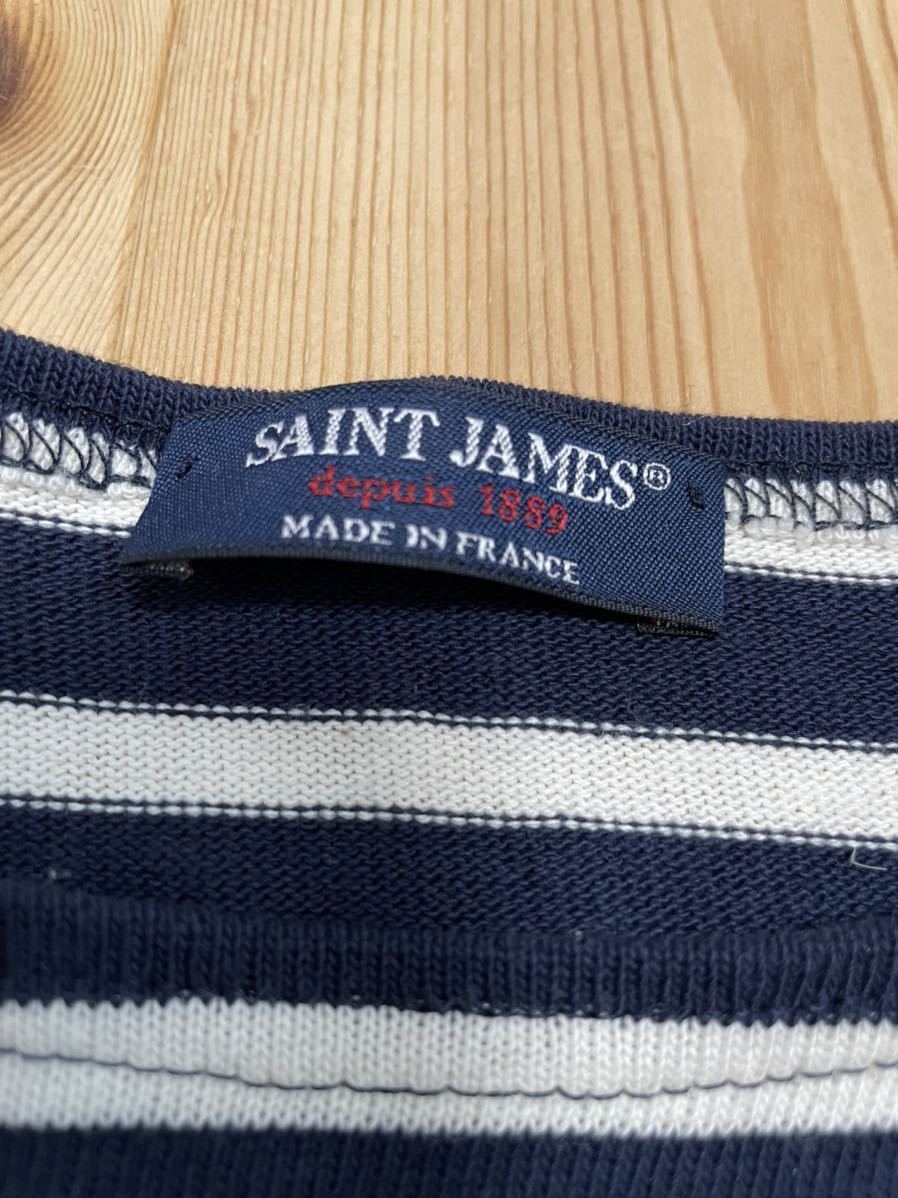 SAINT JAMES®
depuis 1889
MADE IN FRANCE